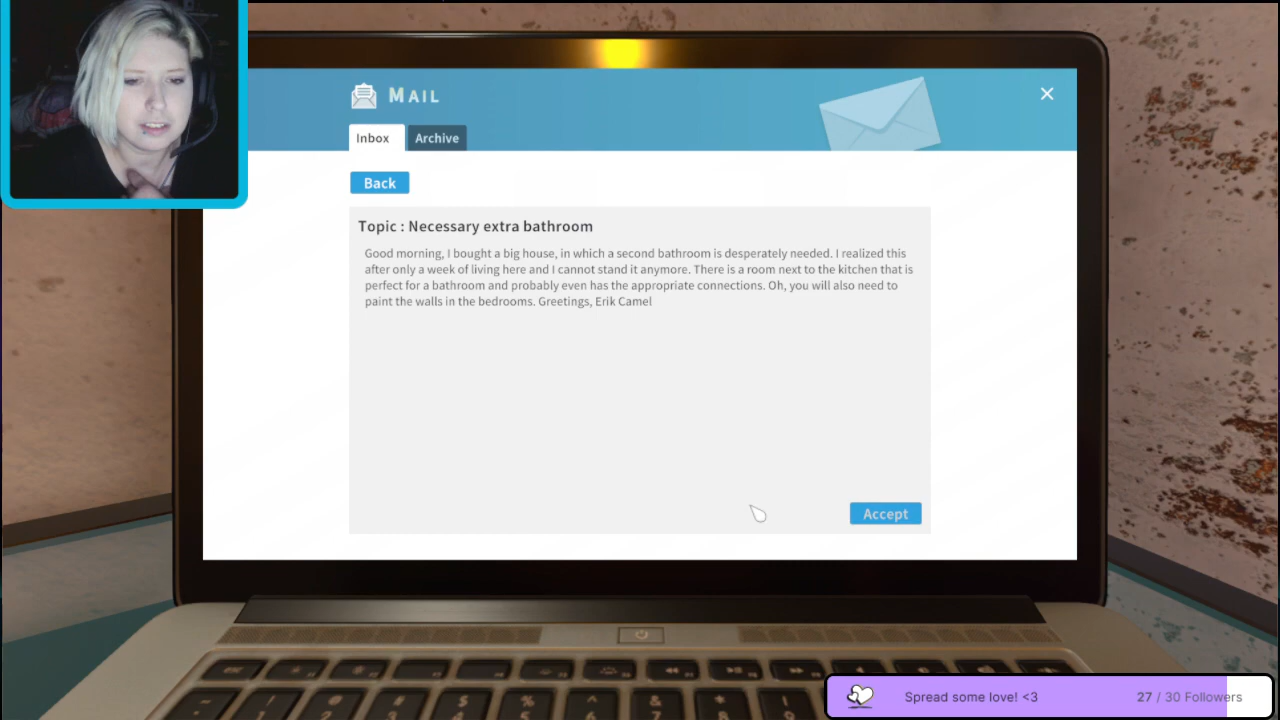 MAIL
Inbox
Archive
Back
Topic : Necessary extra bathroom
Good morning, I bought a big house, in which a second bathroom is desperately needed. I realized this
after only a week of living here and I cannot stand it anymore. There is a room next to the kitchen that is
perfect for a bathroom and probably even has the appropriate connections. Oh, you will also need to
paint the walls in the bedrooms. Greetings, Erik Camel
Accept
Spread some love! <3
27 / 30 Followers